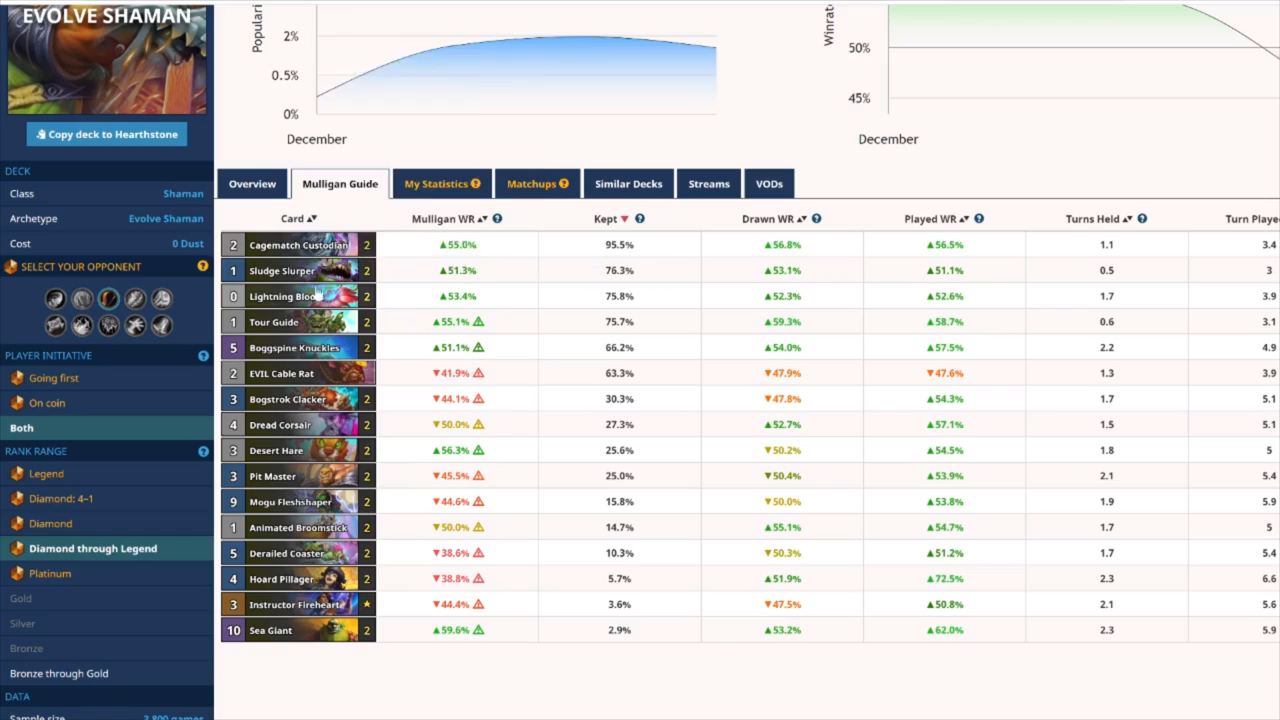 EVOLVE SHAMAN
Copy deck to Hearthstone
DECK
Class Shaman
Archetype Evolve Shaman
Cost 0 Dust
SELECT YOUR OPPONENT ?
PLAYER INITIATIVE ?
Going first
On coin
Both
RANK RANGE ?
Legend
Diamond: 4–1
Diamond
Diamond through Legend
Platinum
Gold
Silver
Bronze
Bronze through Gold
DATA
Sample size 3,800 games
Populari
2%
0.5%
0%
December
Winrat
50%
45%
December
Overview Mulligan Guide My Statistics ? Matchups ? Similar Decks Streams VODs
Card ▲▼ Mulligan WR ▲▼ ? Kept ▼ ? Drawn WR ▲▼ ? Played WR ▲▼ ? Turns Held ▲▼ ? Turn Playe
2 Cagematch Custodian 2 ▲55.0% 95.5% ▲56.8% ▲56.5% 1.1 3.4
1 Sludge Slurper 2 ▲51.3% 76.3% ▲53.1% ▲51.1% 0.5 3
0 Lightning Bloo 2 ▲53.4% 75.8% ▲52.3% ▲52.6% 1.7 3.9
1 Tour Guide 2 ▲55.1% 75.7% ▲59.3% ▲58.7% 0.6 3.1
5 Boggspine Knuckles 2 ▲51.1% 66.2% ▲54.0% ▲57.5% 2.2 4.9
2 EVIL Cable Rat ▼41.9% 63.3% ▼47.9% ▼47.6% 1.3 3.9
3 Bogstrok Clacker 2 ▼44.1% 30.3% ▼47.8% ▲54.3% 1.7 5.1
4 Dread Corsair 2 ▼50.0% 27.3% ▲52.7% ▲57.1% 1.5 5.1
3 Desert Hare 2 ▲56.3% 25.6% ▼50.2% ▲54.5% 1.8 5
3 Pit Master 2 ▼45.5% 25.0% ▼50.4% ▲53.9% 2.1 5.4
9 Mogu Fleshshaper 2 ▼44.6% 15.8% ▼50.0% ▲53.8% 1.9 5.9
1 Animated Broomstick 2 ▼50.0% 14.7% ▲55.1% ▲54.7% 1.7 5
5 Derailed Coaster 2 ▼38.6% 10.3% ▼50.3% ▲51.2% 1.7 5.4
4 Hoard Pillager 2 ▼38.8% 5.7% ▲51.9% ▲72.5% 2.3 6.6
3 Instructor Fireheart ★ ▼44.4% 3.6% ▼47.5% ▲50.8% 2.1 5.6
10 Sea Giant 2 ▲59.6% 2.9% ▲53.2% ▲62.0% 2.3 5.9